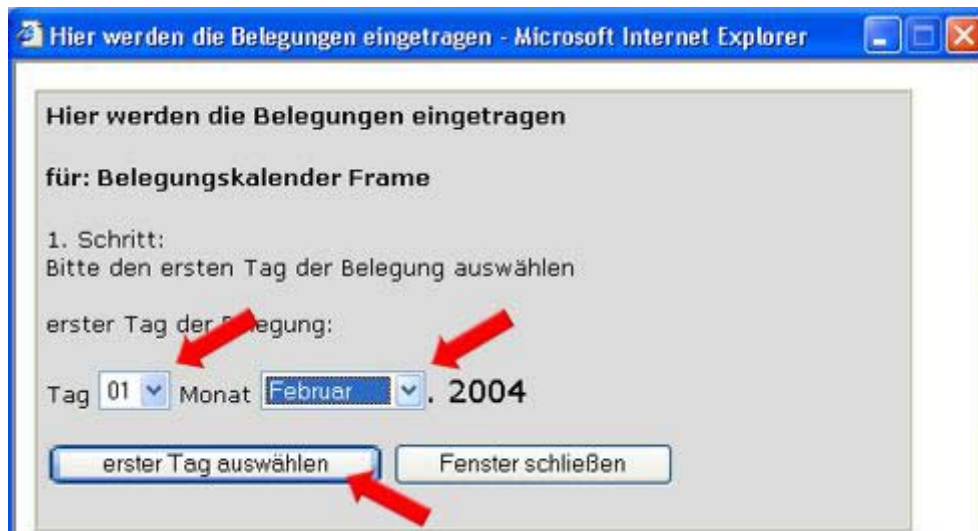 Hier werden die Belegungen eingetragen - Microsoft Internet Explorer
Hier werden die Belegungen eingetragen
für: Belegungskalender Frame
1. Schritt:
Bitte den ersten Tag der Belegung auswählen
erster Tag der Belegung:
Tag 01 Monat Februar . 2004
erster Tag auswählen Fenster schließen